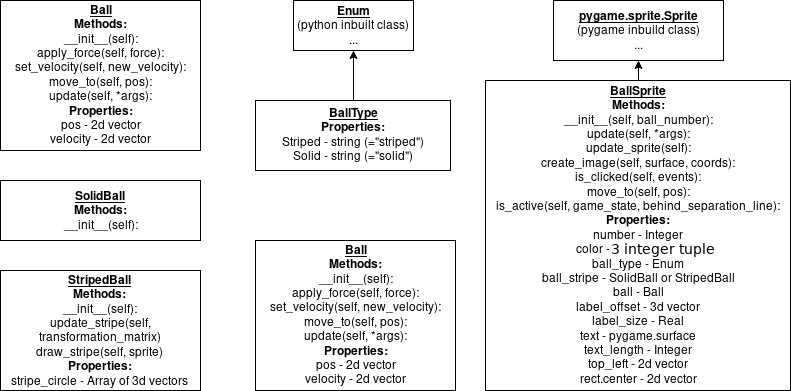 Ball
Methods:
__init__(self):
apply_force(self, force):
set_velocity(self, new_velocity):
move_to(self, pos):
update(self, *args):
Properties:
pos - 2d vector
velocity - 2d vector
Enum
(python inbuilt class)
...
pygame.sprite.Sprite
(pygame inbuild class)
...
BallType
Properties:
Striped - string (="striped")
Solid - string (="solid")
BallSprite
Methods:
__init__(self, ball_number):
update(self, *args):
update_sprite(self):
create_image(self, surface, coords):
is_clicked(self, events):
move_to(self, pos):
is_active(self, game_state, behind_separation_line):
Properties:
number - Integer
color -3 integer tuple
ball_type - Enum
ball_stripe - SolidBall or StripedBall
ball - Ball
label_offset - 3d vector
label_size - Real
text - pygame.surface
text_length - Integer
top_left - 2d vector
rect.center - 2d vector
SolidBall
Methods:
__init__(self):
StripedBall
Methods:
__init__(self):
update_stripe(self,
transformation_matrix)
draw_stripe(self, sprite)
Properties:
stripe_circle - Array of 3d vectors
Ball
Methods:
__init__(self):
apply_force(self, force):
set_velocity(self, new_velocity):
move_to(self, pos):
update(self, *args):
Properties:
pos - 2d vector
velocity - 2d vector